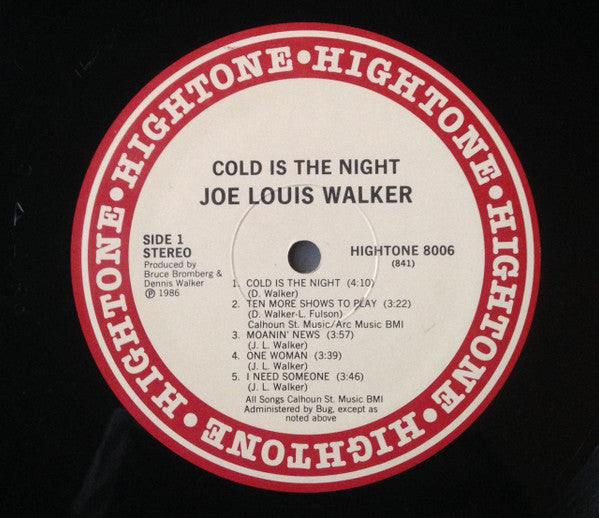 HIGHTONE • HIGHTONE • HIGHTONE • HIGHTONE • HIGHTONE • HIGHTONE • HIGHTONE •
COLD IS THE NIGHT
JOE LOUIS WALKER
SIDE 1
STEREO
Produced by
Bruce Bromberg &
Dennis Walker
℗ 1986
HIGHTONE 8006
(841)
1. COLD IS THE NIGHT (4:10)
(D. Walker)
2. TEN MORE SHOWS TO PLAY (3:22)
(D. Walker-L. Fulson)
Calhoun St. Music/Arc Music BMI
3. MOANIN' NEWS (3:57)
(J. L. Walker)
4. ONE WOMAN (3:39)
(J. L. Walker)
5. I NEED SOMEONE (3:46)
(J. L. Walker)
All Songs Calhoun St. Music BMI
Administered by Bug, except as
noted above